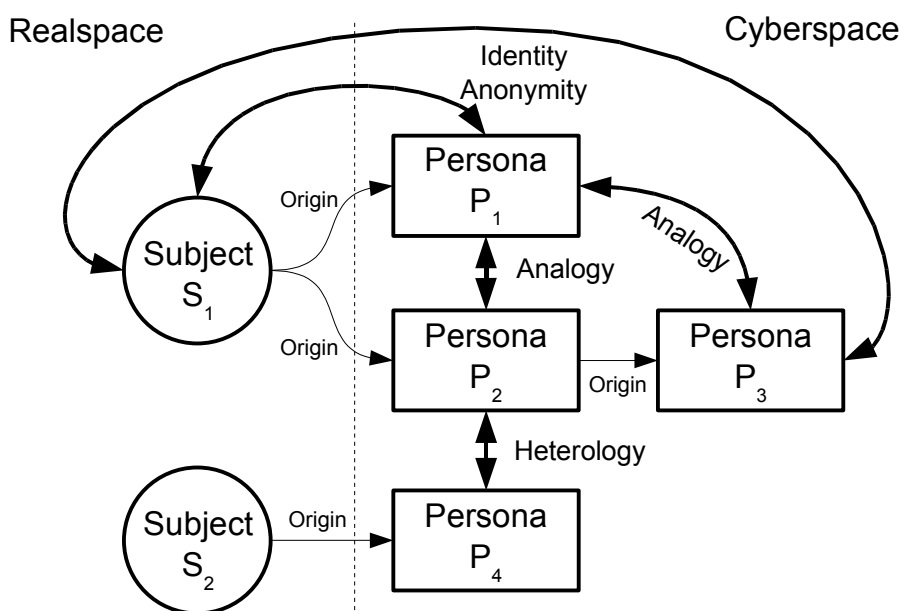 Realspace
Cyberspace
Identity
Anonymity
Persona
P1
Origin
Analogy
Subject
S1
Analogy
Origin
Persona
P2
Origin
Persona
P3
Heterology
Subject
S2
Origin
Persona
P4